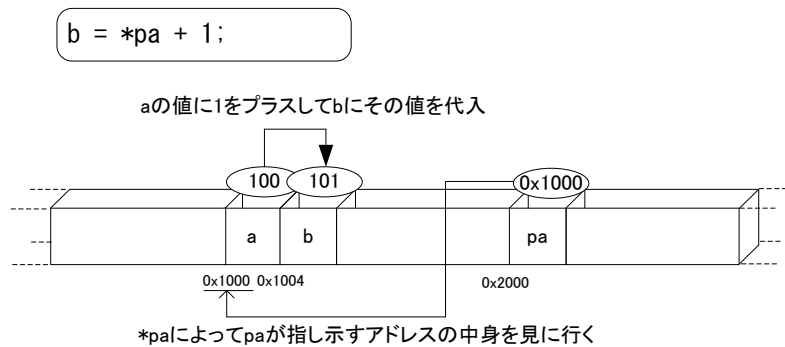 b = *pa + 1;
aの値に1をプラスしてbにその値を代入
100 101 0x1000
a b pa
0x1000 0x1004 0x2000
*paによってpaが指し示すアドレスの中身を見に行く